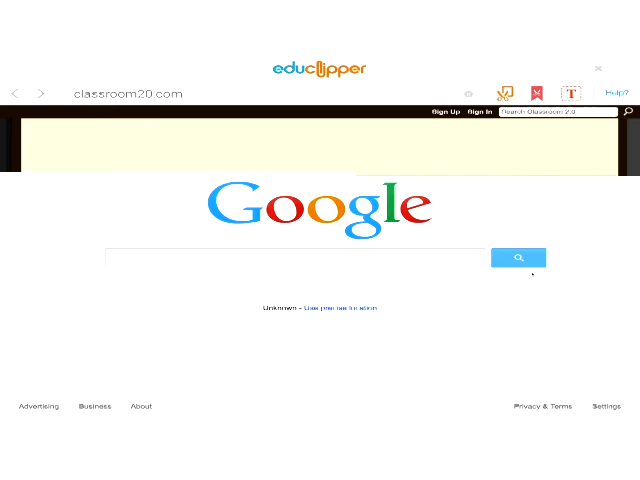 educlipper
classroom20.com
T
Help?
Sign Up Sign In Search Classroom 2.0
Google
Unknown - Use precise location
Advertising Business About Privacy & Terms Settings